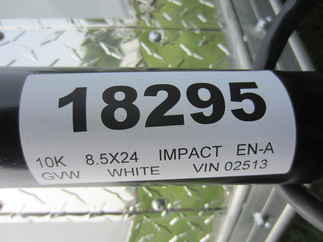 18295
10K 8.5X24 IMPACT EN-A
GVW WHITE VIN 02513